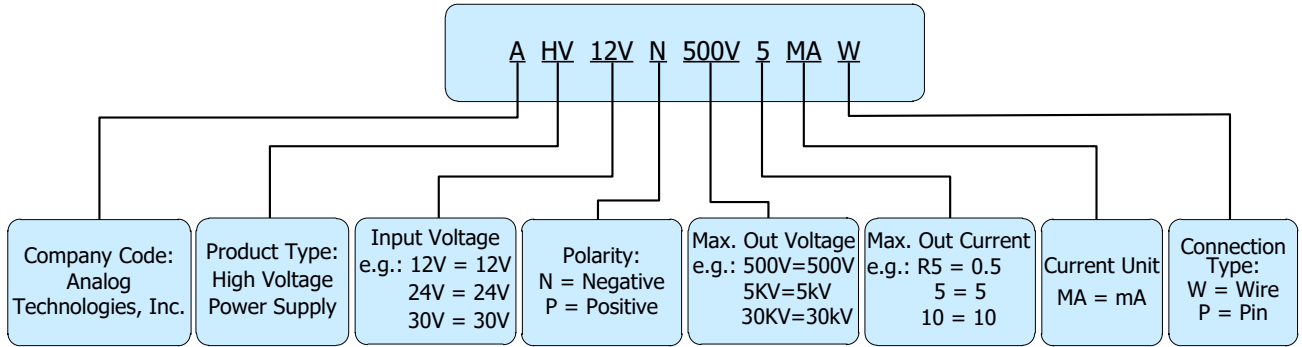 A HV 12V N 500V 5 MA W
Company Code:
Analog
Technologies, Inc.
Product Type:
High Voltage
Power Supply
Input Voltage
e.g.: 12V = 12V
24V = 24V
30V = 30V
Polarity:
N = Negative
P = Positive
Max. Out Voltage
e.g.: 500V=500V
5KV=5kV
30KV=30kV
Max. Out Current
e.g.: R5 = 0.5
5 = 5
10 = 10
Current Unit
MA = mA
Connection
Type:
W = Wire
P = Pin